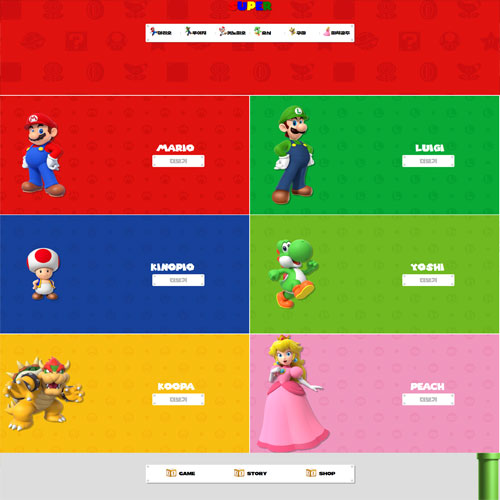 UPER
마리오 루이지 키노피오 요시 쿠파 피치공주
MARIO
더보기
LUIGI
더보기
KINOPIO
더보기
YOSHI
더보기
KOOPA
더보기
PEACH
더보기
GAME STORY SHOP